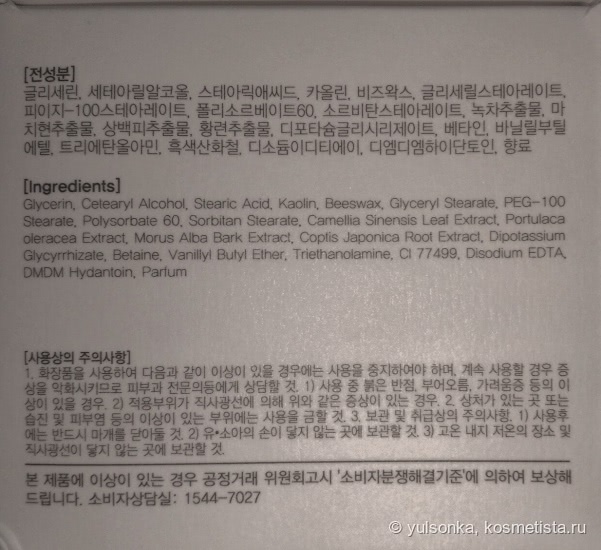 [전성분]
글리세린, 세테아릴알코올, 스테아릭애씨드, 카올린, 비즈왁스, 글리세릴스테아레이트,
피이지-100스테아레이트, 폴리소르베이트60, 소르비탄스테아레이트, 녹차추출물, 마
치현추출물, 상백피추출물, 황련추출물, 디포타슘글리시리제이트, 베타인, 바닐릴부틸
에텔, 트리에탄올아민, 흑색산화철, 디소듐이디티에이, 디엠디엠하이단토인, 향료
[Ingredients]
Glycerin, Cetearyl Alcohol, Stearic Acid, Kaolin, Beeswax, Glyceryl Stearate, PEG-100
Stearate, Polysorbate 60, Sorbitan Stearate, Camellia Sinensis Leaf Extract, Portulaca
oleracea Extract, Morus Alba Bark Extract, Coptis Japonica Root Extract, Dipotassium
Glycyrrhizate, Betaine, Vanillyl Butyl Ether, Triethanolamine, CI 77499, Disodium EDTA,
DMDM Hydantoin, Parfum
[사용상의 주의사항]
1. 화장품을 사용하여 다음과 같이 이상이 있을 경우에는 사용을 중지하여야 하며, 계속 사용할 경우 증
상을 악화시키므로 피부과 전문의등에게 상담할 것. 1) 사용 중 붉은 반점, 부어오름, 가려움증 등의 이
상이 있을 경우. 2) 적용부위가 직사광선에 의해 위와 같은 증상이 있는 경우. 2. 상처가 있는 곳 또는
습진 및 피부염 등의 이상이 있는 부위에는 사용을 금할 것. 3. 보관 및 취급상의 주의사항. 1) 사용후
에는 반드시 마개를 닫아둘 것. 2) 유•소아의 손이 닿지 않는 곳에 보관할 것. 3) 고온 내지 저온의 장소 및
직사광선이 닿지 않는 곳에 보관할 것.
본 제품에 이상이 있는 경우 공정거래 위원회고시 '소비자분쟁해결기준'에 의하여 보상해
드립니다. 소비자상담실: 1544-7027
© yulsonka, kosmetista.ru